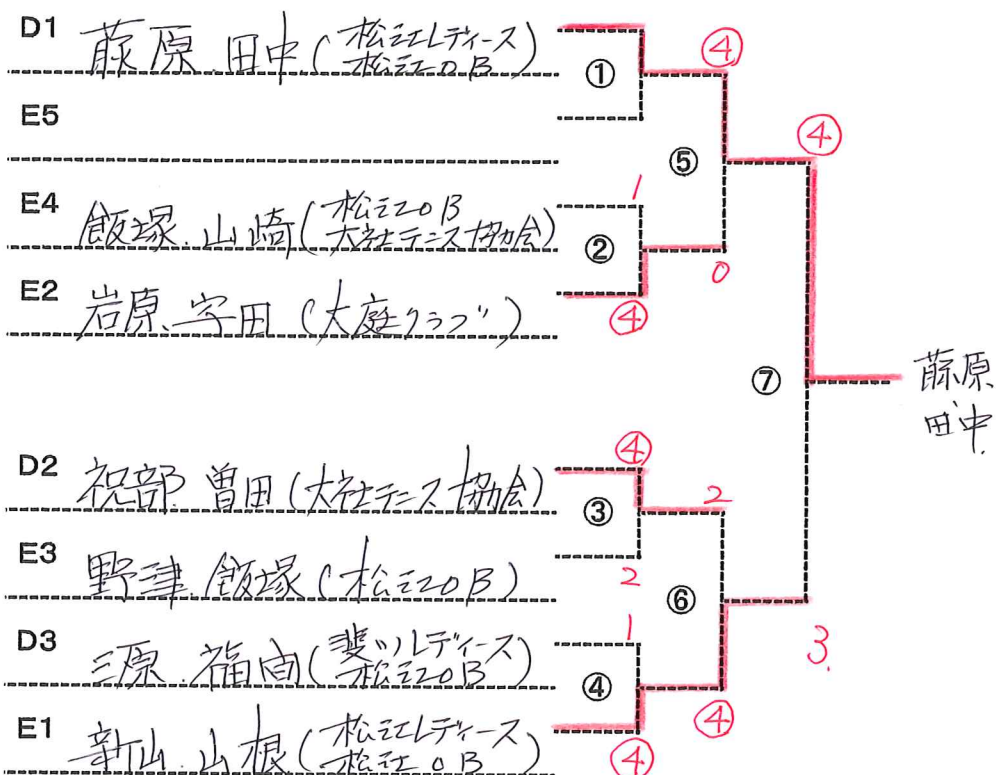 D1 藤原 田中 (松江レディース
松江OB)
④
①
E5
④
⑤
E4 飯塚.山崎 (松江OB
大社テニス協会)
1
②
0
E2 岩原、宇田 (大庭クラブ)
④
⑦
藤原
田中.
D2 祝部 曽田 (大社テニス協会)
④
③
2
E3 野津.飯塚 (松江OB)
2
⑥
D3 三原.福間 (斐川レディース
松江OB)
1
3.
④
E1 新山.山根 (松江レディース
松江OB)
④
④